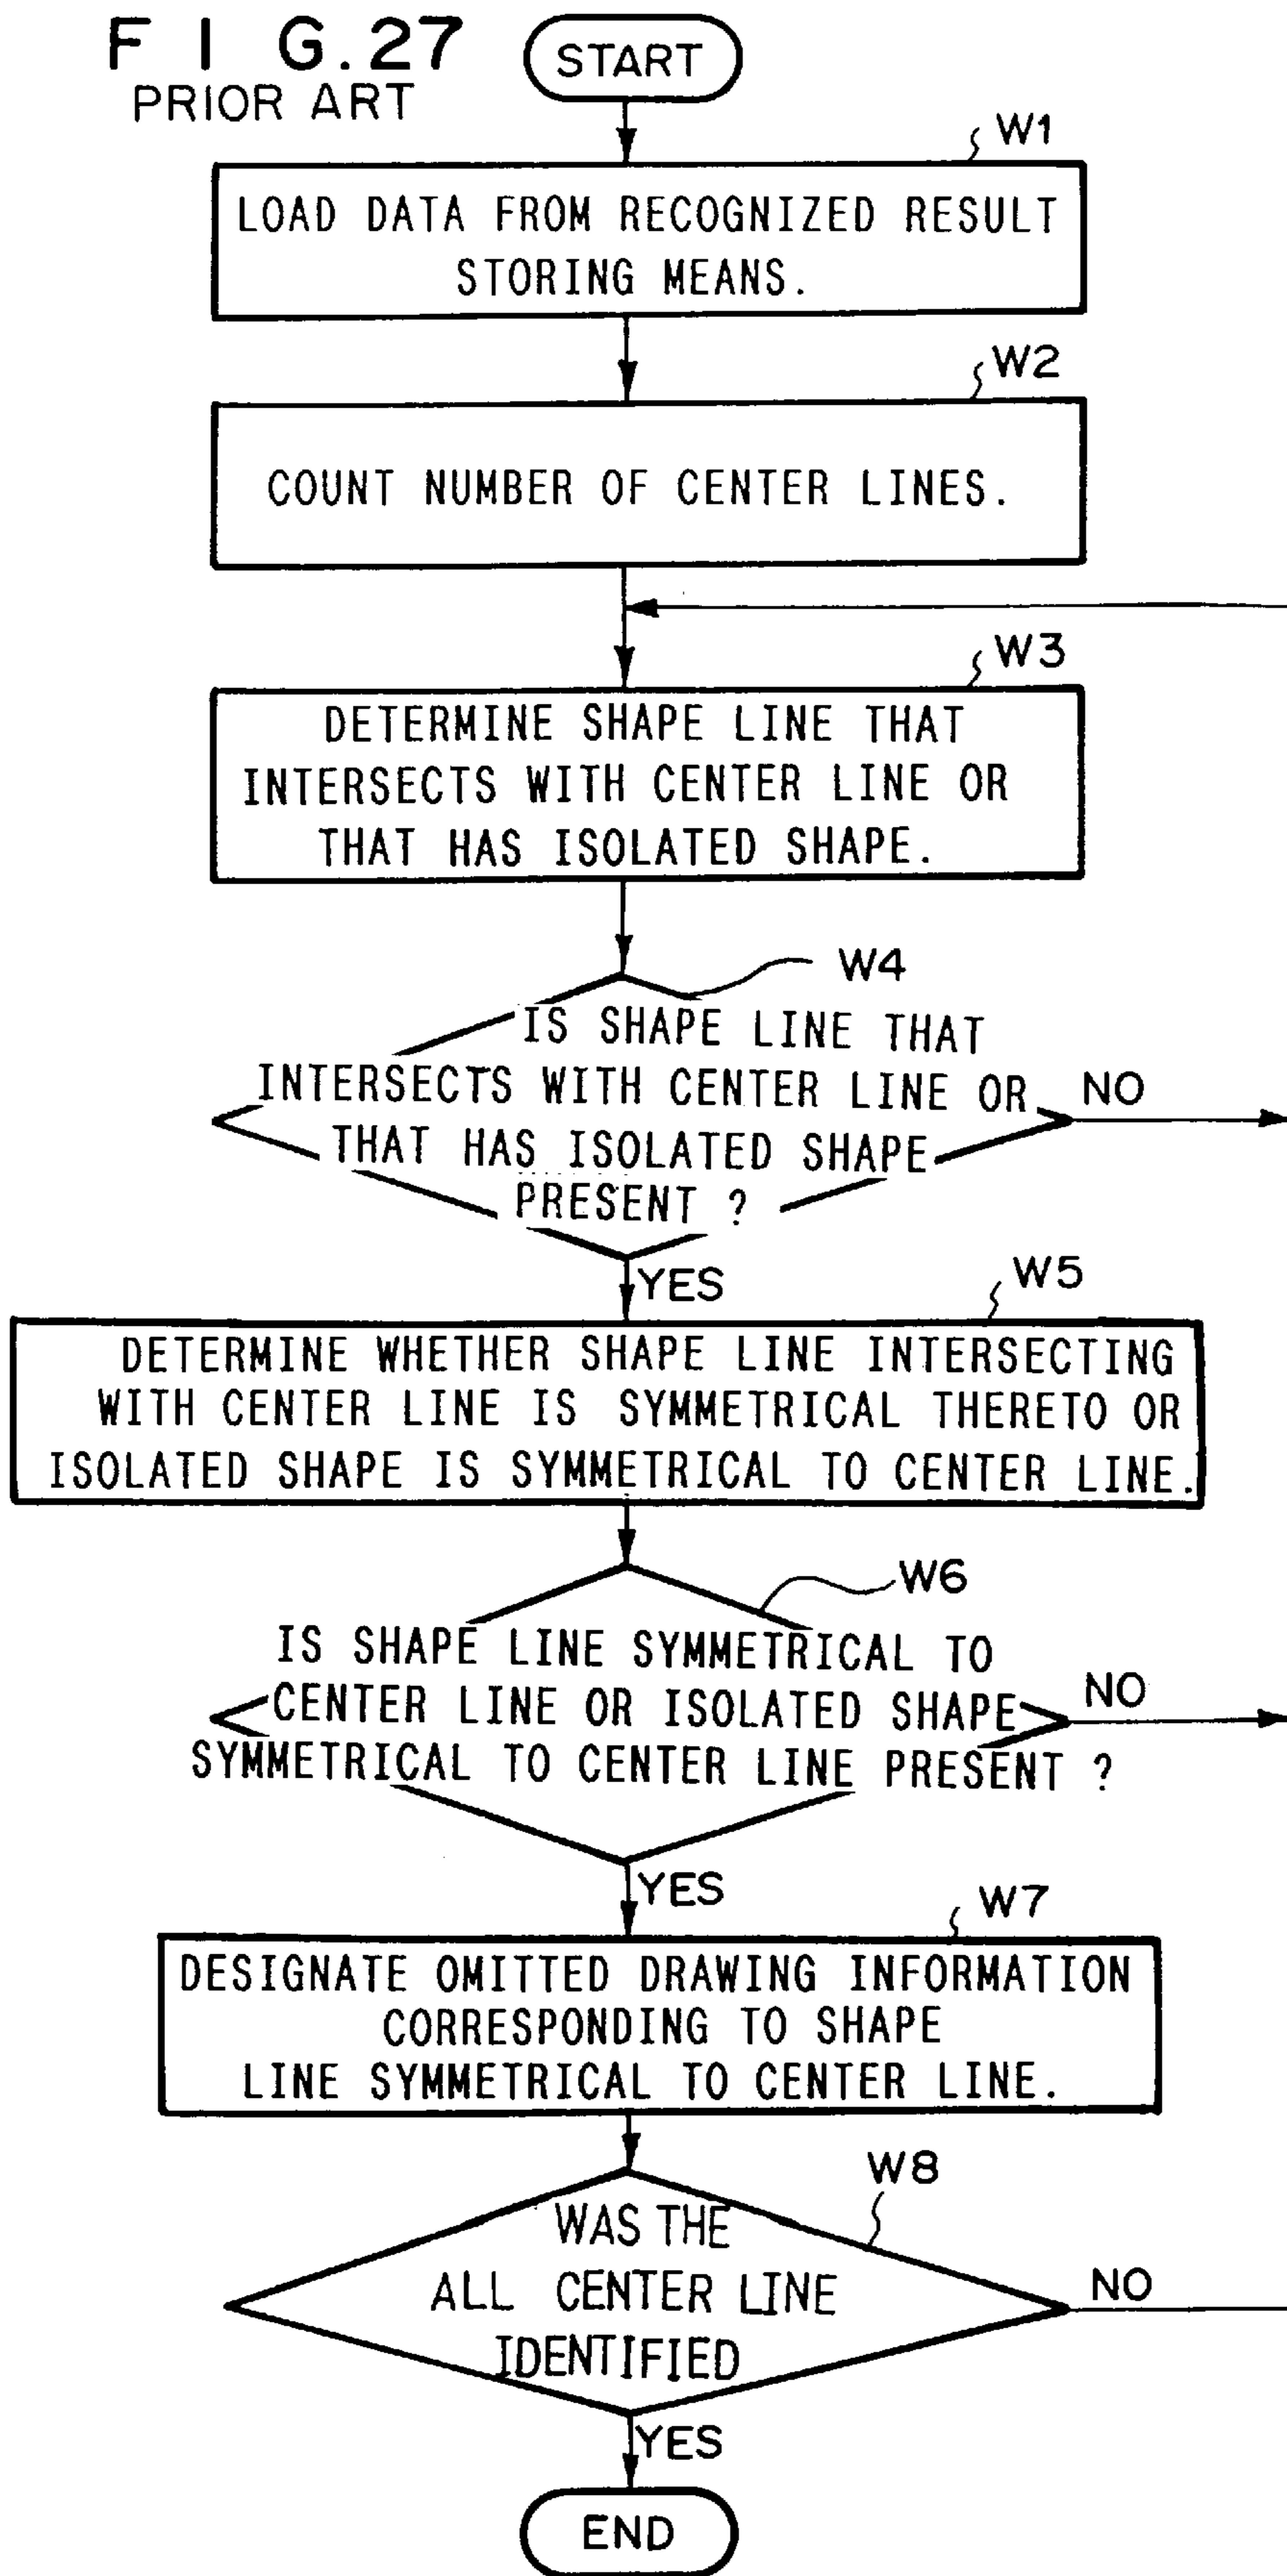 F I G. 27
PRIOR ART
START
W1
LOAD DATA FROM RECOGNIZED RESULT
STORING MEANS.
W2
COUNT NUMBER OF CENTER LINES.
W3
DETERMINE SHAPE LINE THAT
INTERSECTS WITH CENTER LINE OR
THAT HAS ISOLATED SHAPE.
W4
IS SHAPE LINE THAT
INTERSECTS WITH CENTER LINE OR
THAT HAS ISOLATED SHAPE
PRESENT ?
NO
YES
W5
DETERMINE WHETHER SHAPE LINE INTERSECTING
WITH CENTER LINE IS SYMMETRICAL THERETO OR
ISOLATED SHAPE IS SYMMETRICAL TO CENTER LINE.
W6
IS SHAPE LINE SYMMETRICAL TO
CENTER LINE OR ISOLATED SHAPE
SYMMETRICAL TO CENTER LINE PRESENT ?
NO
YES
W7
DESIGNATE OMITTED DRAWING INFORMATION
CORRESPONDING TO SHAPE
LINE SYMMETRICAL TO CENTER LINE.
W8
WAS THE
ALL CENTER LINE
IDENTIFIED
NO
YES
END